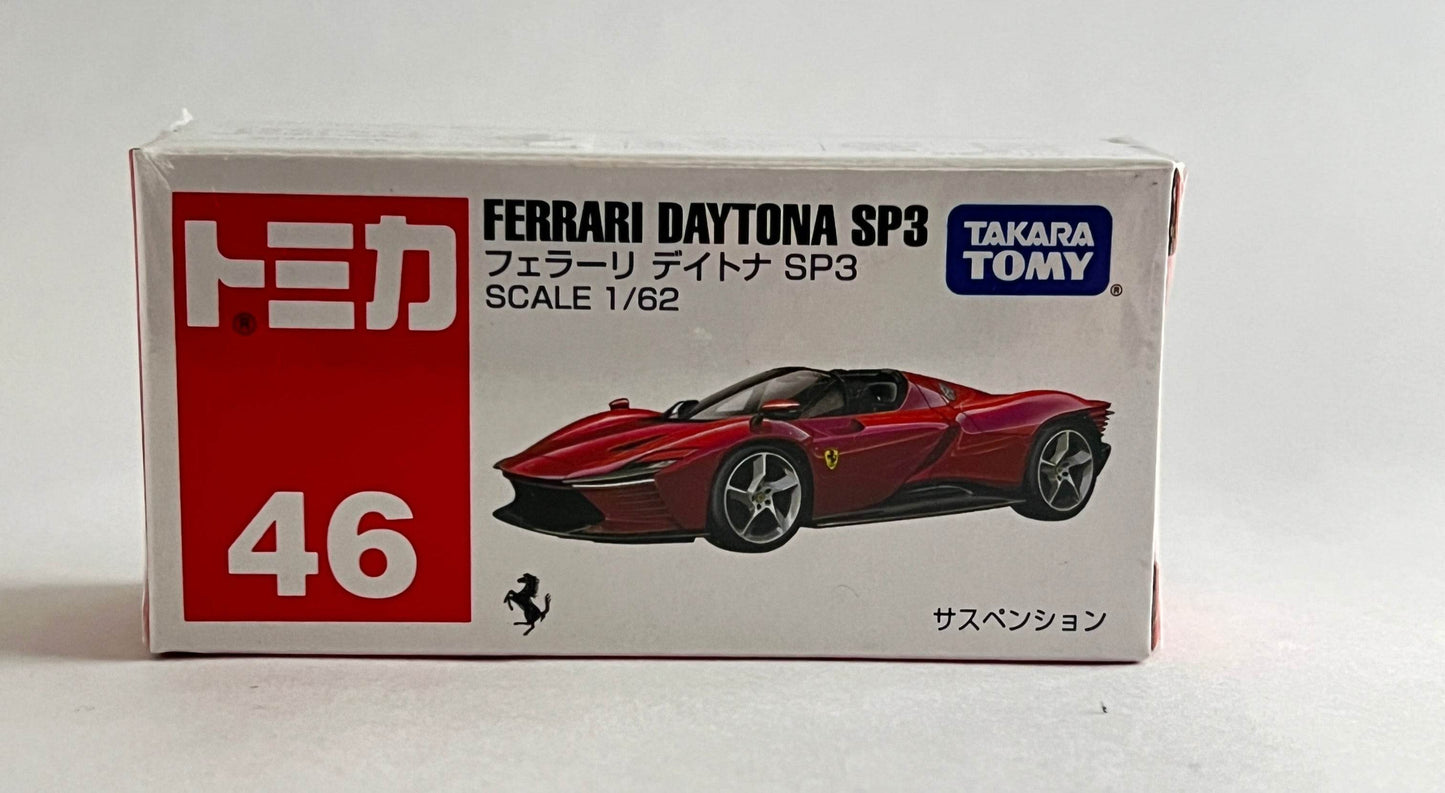 トミカ
®
46
FERRARI DAYTONA SP3
フェラーリ デイトナ SP3
SCALE 1/62
TAKARA
TOMY
®
サスペンション